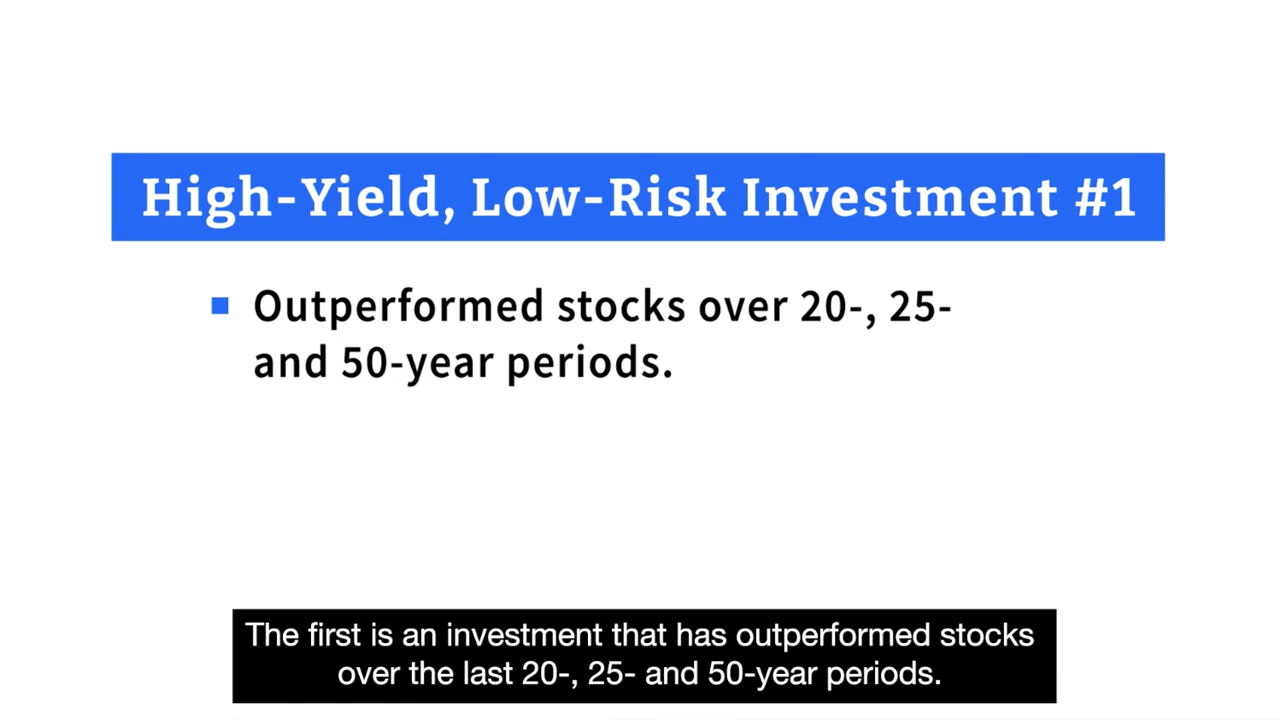 High-Yield, Low-Risk Investment #1
Outperformed stocks over 20-, 25-
and 50-year periods.
The first is an investment that has outperformed stocks
over the last 20-, 25- and 50-year periods.